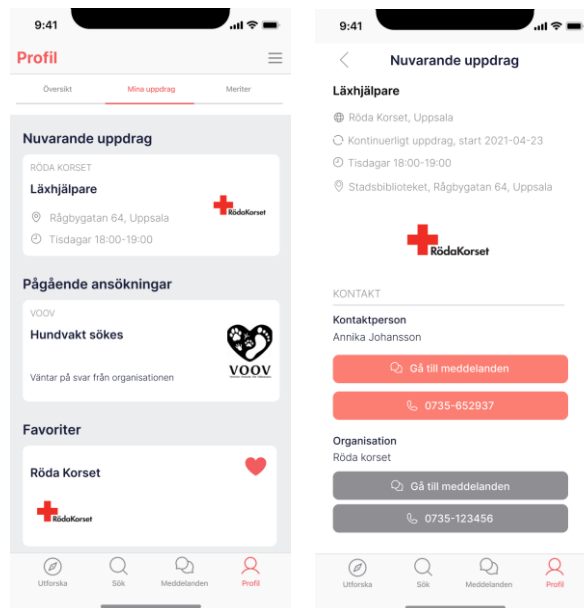 9:41
Profil
Översikt
Mina uppdrag
Meriter
Nuvarande uppdrag
RÖDA KORSET
Läxhjälpare
Rågbygatan 64, Uppsala
Tisdagar 18:00-19:00
RödaKorset
Pågående ansökningar
VOOV
Hundvakt sökes
Väntar på svar från organisationen
VOOV
Favoriter
Röda Korset
RödaKorset
Utforska
Sök
Meddelanden
Profil
9:41
Nuvarande uppdrag
Läxhjälpare
Röda Korset, Uppsala
Kontinuerligt uppdrag, start 2021-04-23
Tisdagar 18:00-19:00
Stadsbiblioteket, Rågbygatan 64, Uppsala
RödaKorset
KONTAKT
Kontaktperson
Annika Johansson
Gå till meddelanden
0735-652937
Organisation
Röda korset
Gå till meddelanden
0735-123456
Utforska
Sök
Meddelanden
Profil